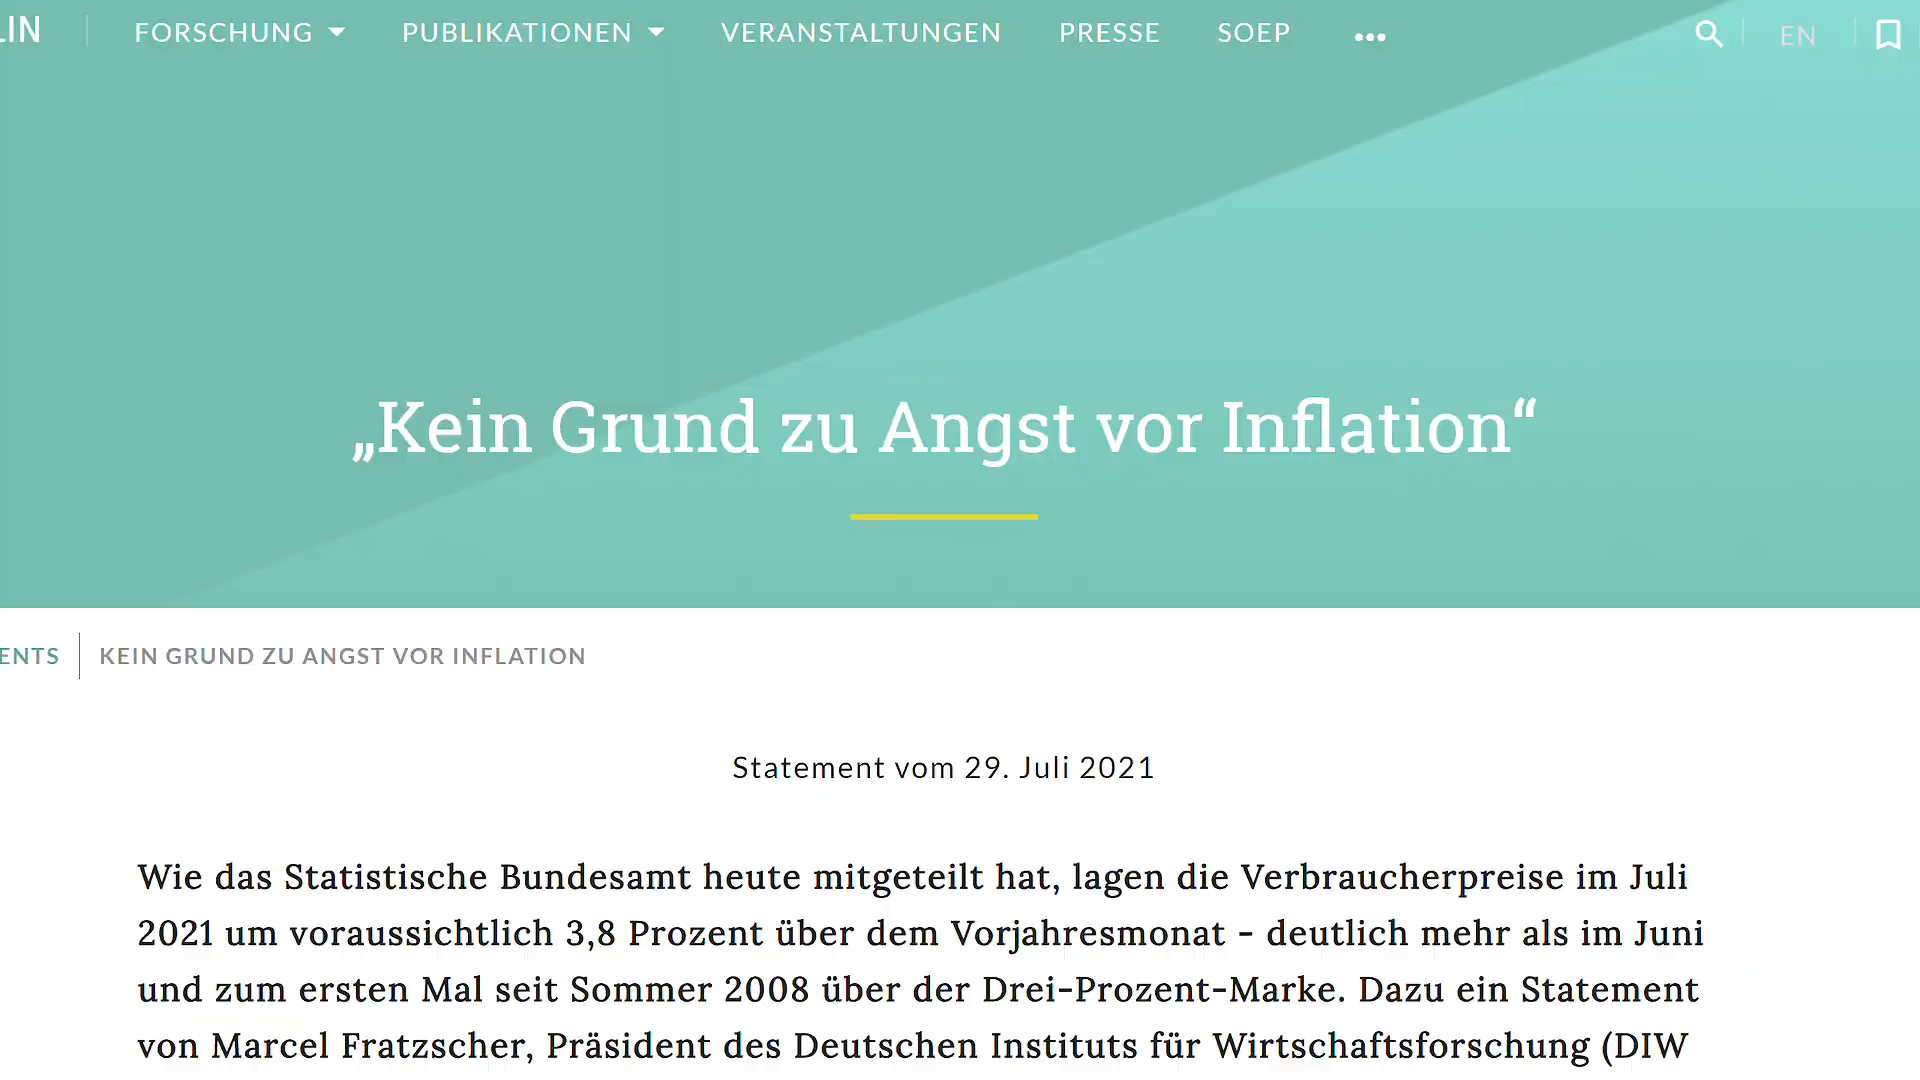 LIN FORSCHUNG PUBLIKATIONEN VERANSTALTUNGEN PRESSE SOEP ... EN
„Kein Grund zu Angst vor Inflation“
ENTS KEIN GRUND ZU ANGST VOR INFLATION
Statement vom 29. Juli 2021
Wie das Statistische Bundesamt heute mitgeteilt hat, lagen die Verbraucherpreise im Juli
2021 um voraussichtlich 3,8 Prozent über dem Vorjahresmonat – deutlich mehr als im Juni
und zum ersten Mal seit Sommer 2008 über der Drei-Prozent-Marke. Dazu ein Statement
von Marcel Fratzscher, Präsident des Deutschen Instituts für Wirtschaftsforschung (DIW